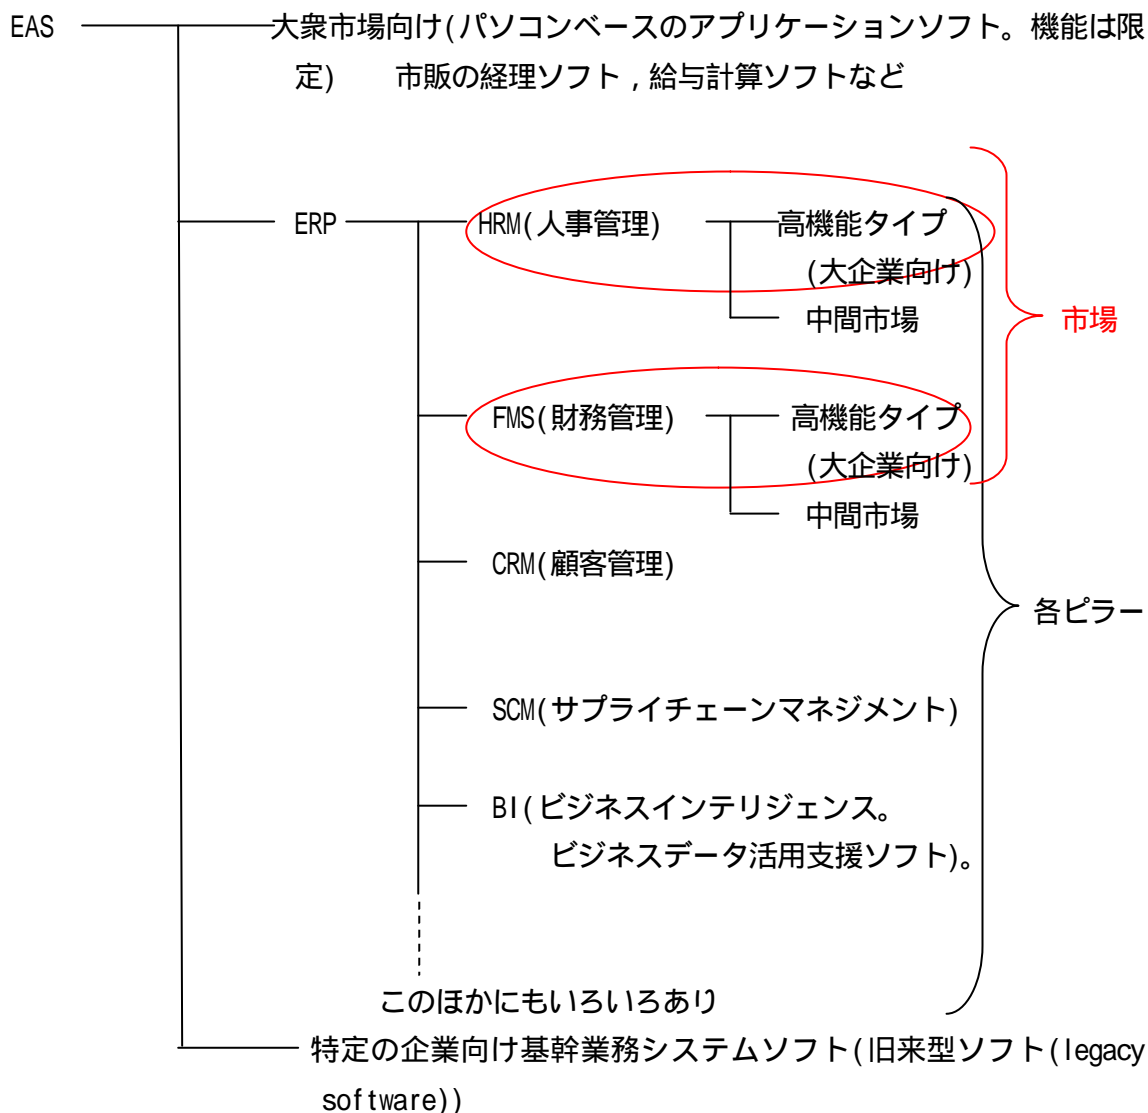 EAS 大衆市場向け(パソコンベースのアプリケーションソフト。機能は限
定) 市販の経理ソフト,給与計算ソフトなど
ERP HRM(人事管理) 高機能タイプ
(大企業向け)
中間市場
市場
FMS(財務管理) 高機能タイプ
(大企業向け)
中間市場
CRM(顧客管理)
各ピラー
SCM(サプライチェーンマネジメント)
BI(ビジネスインテリジェンス。
ビジネスデータ活用支援ソフト)。
このほかにもいろいろあり
特定の企業向け基幹業務システムソフト(旧来型ソフト(legacy
software))